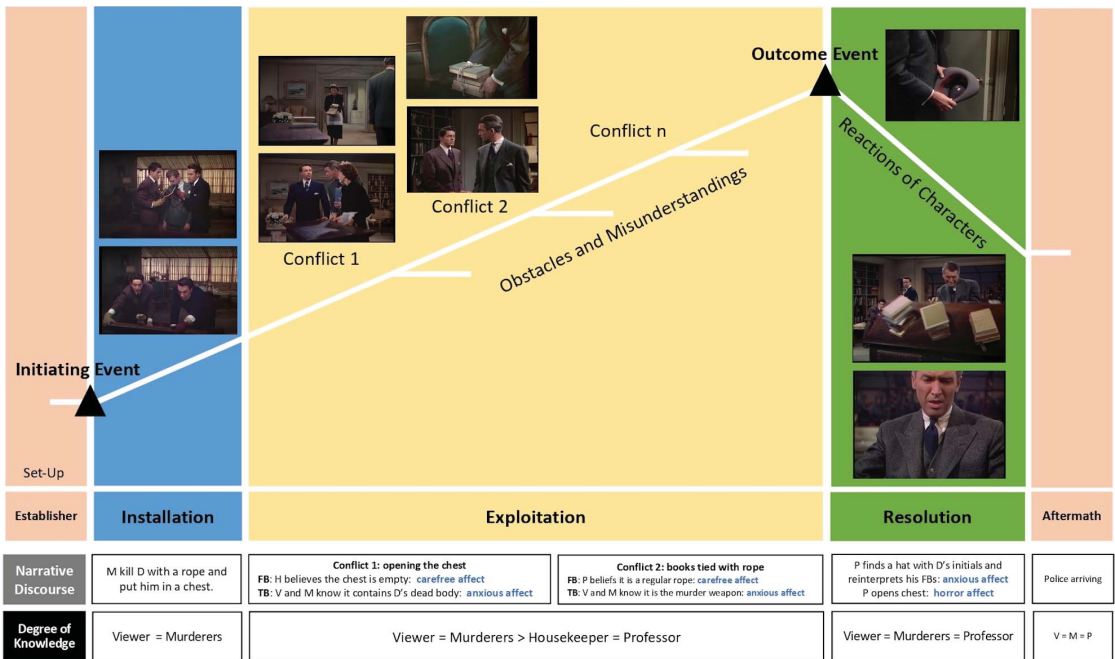 Outcome Event
Conflict n
Reactions of Characters
Conflict 2
Obstacles and Misunderstandings
Conflict 1
Initiating Event
Set-Up
Establisher
Installation
Exploitation
Resolution
Aftermath
Narrative
Discourse
M kill D with a rope and
put him in a chest.
Conflict 1: opening the chest
FB: H believes the chest is empty: carefree affect
TB: V and M know it contains D's dead body: anxious affect
Conflict 2: books tied with rope
FB: P beliefs it is a regular rope: carefree affect
TB: V and M know it is the murder weapon: anxious affect
P finds a hat with D's initials and
reinterprets his FBs: anxious affect
P opens chest: horror affect
Police arriving
Degree of
Knowledge
Viewer = Murderers
Viewer = Murderers > Housekeeper = Professor
Viewer = Murderers = Professor
V = M = P